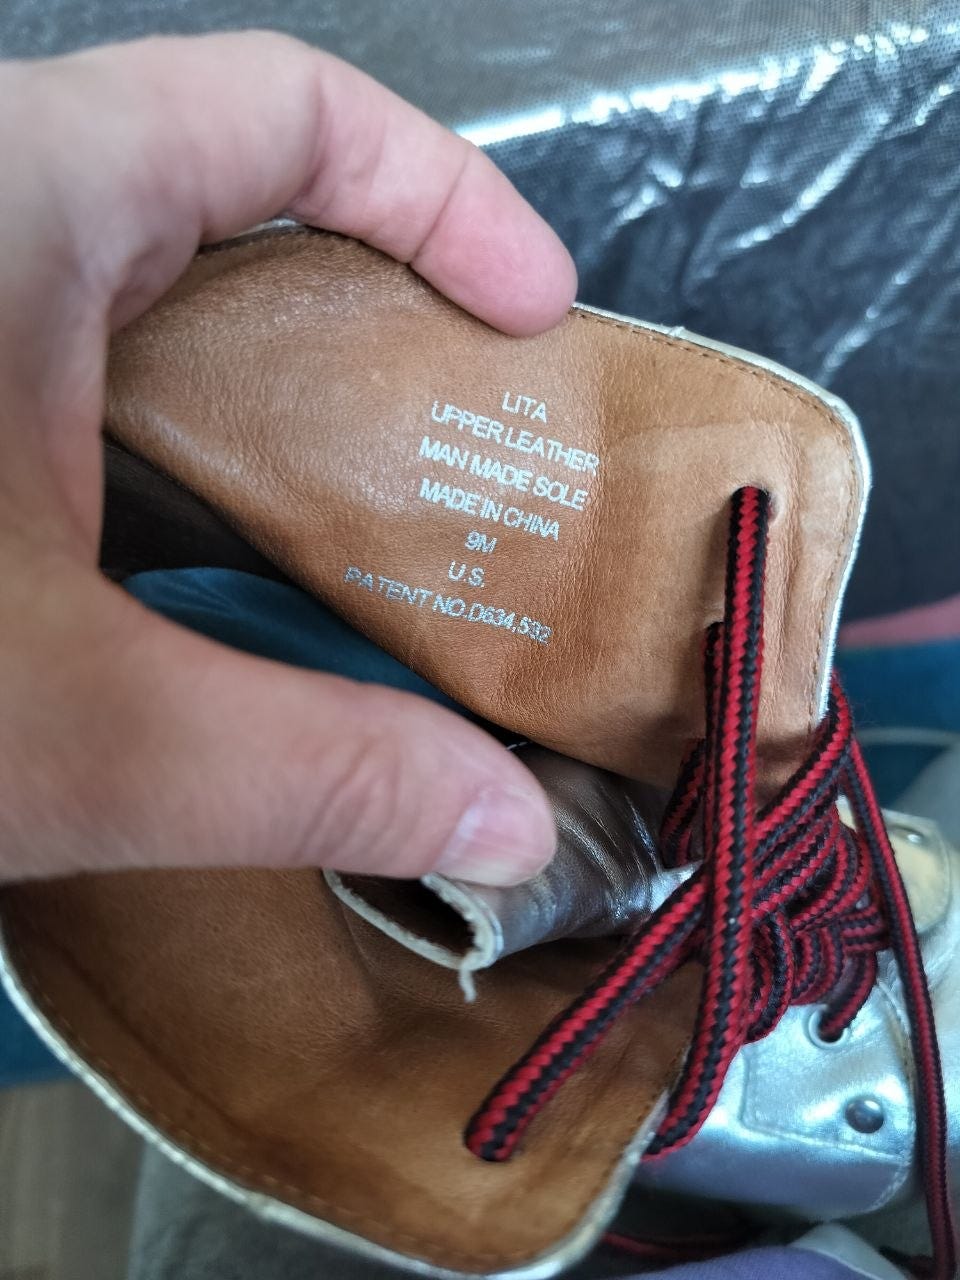 LITA
UPPER LEATHER
MAN MADE SOLE
MADE IN CHINA
9M
U.S.
PATENT NO.D634,532